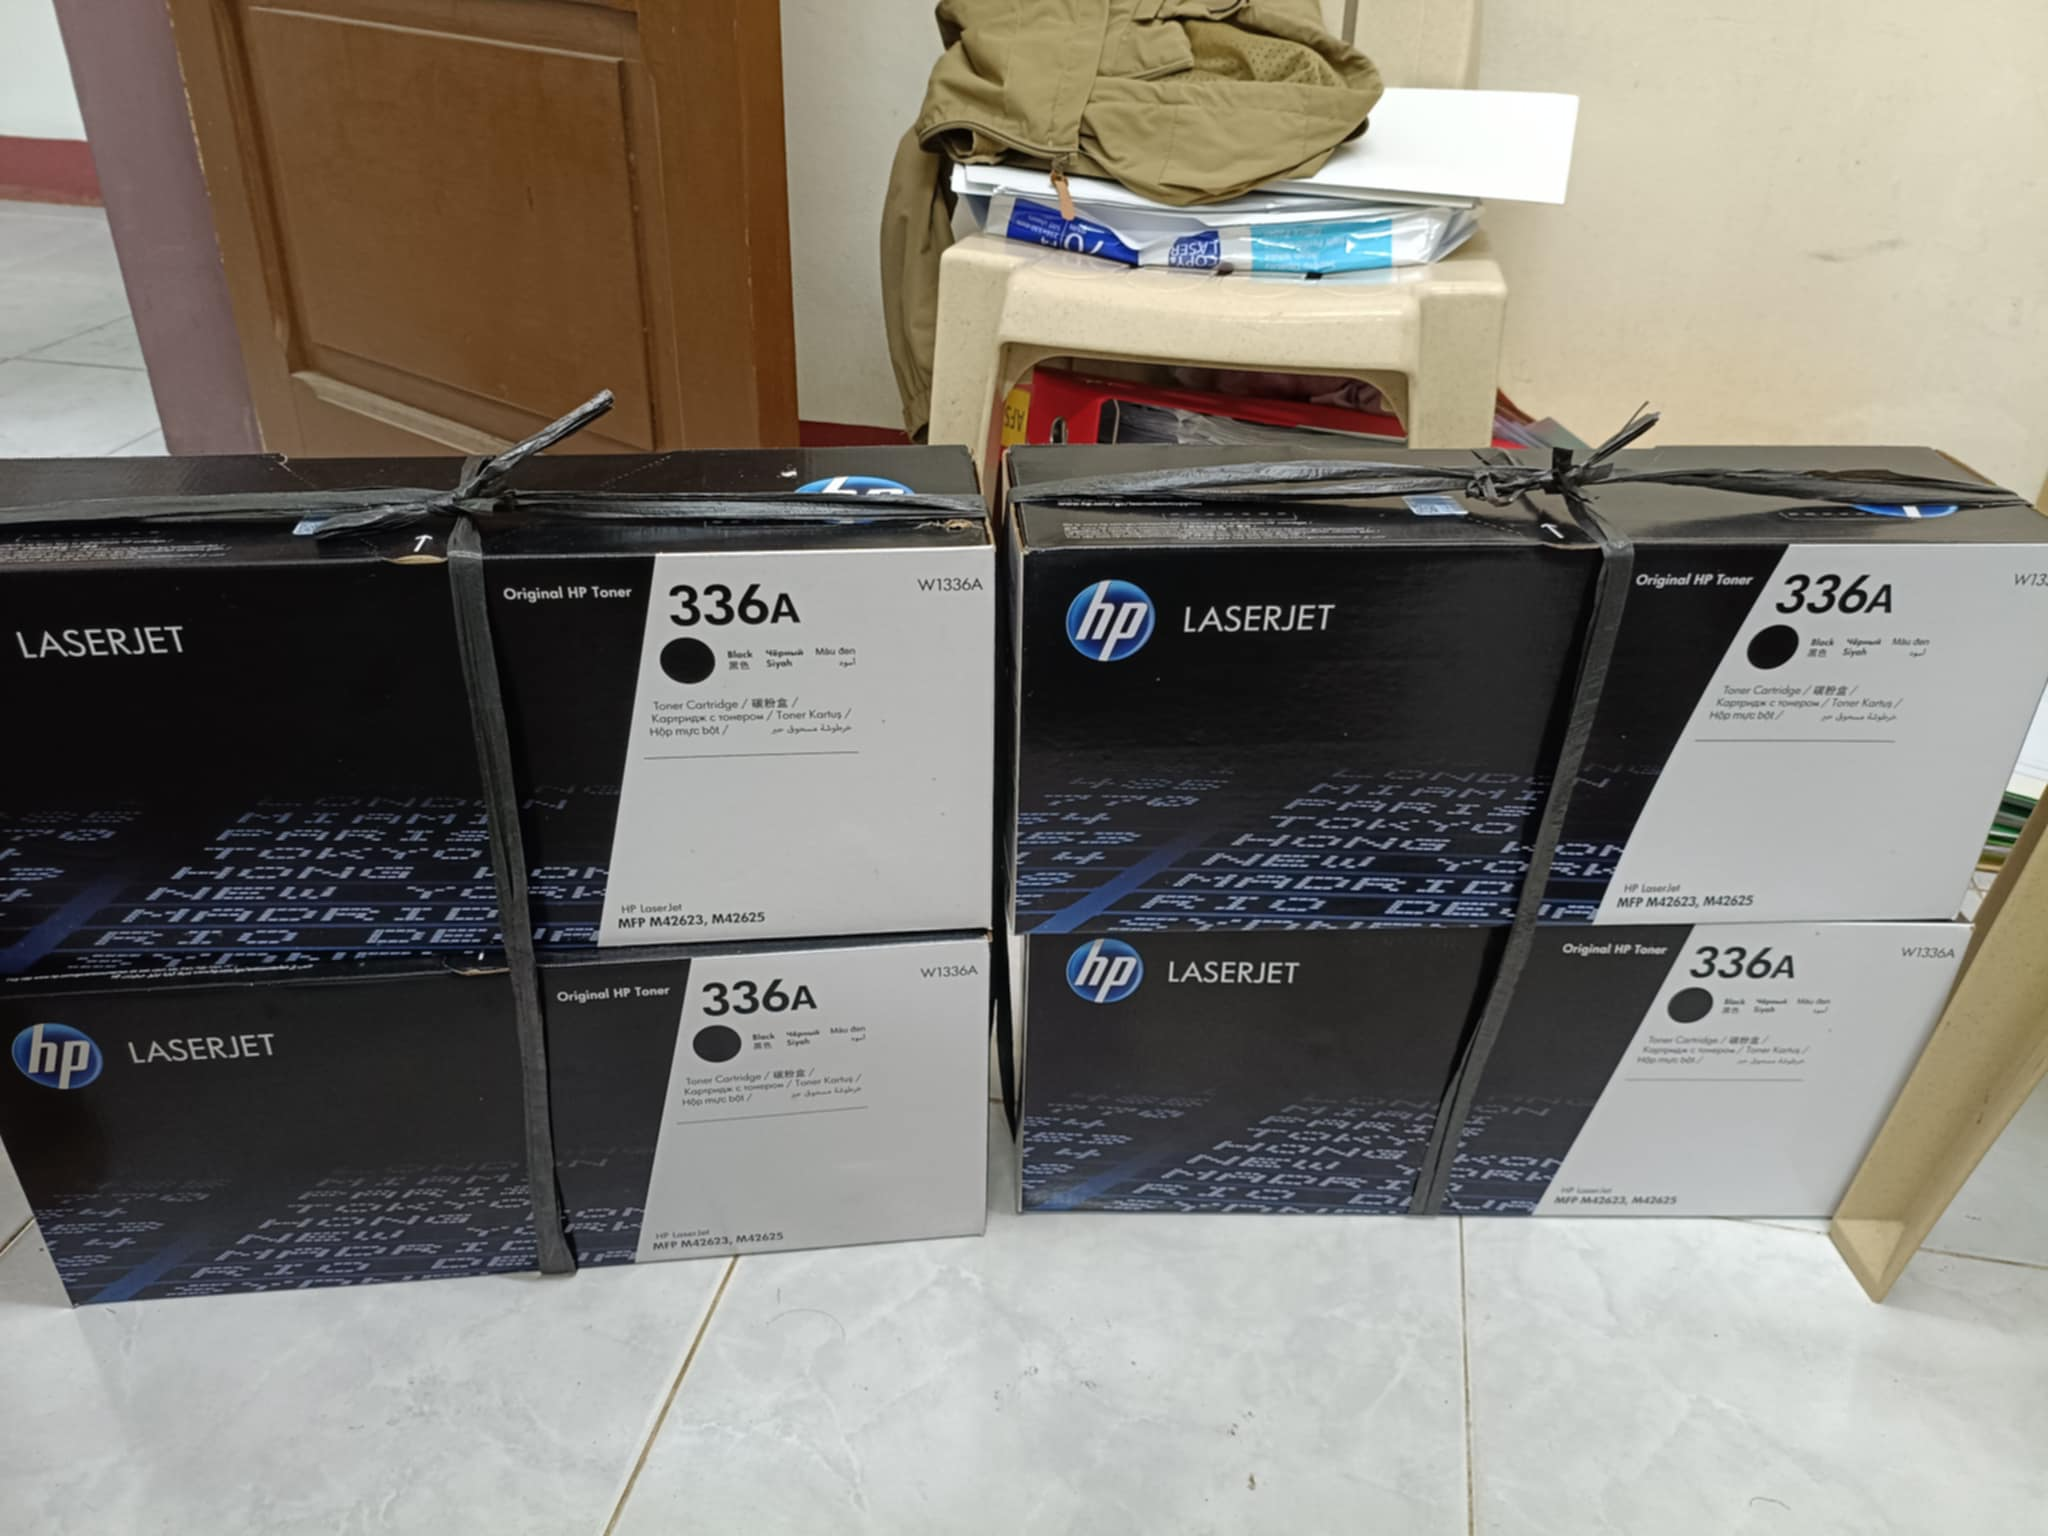 LASERJET
Original HP Toner
336A
W1336A
Black Чёрный Màu đen
黑色 Siyah أسود
Toner Cartridge / 碳粉盒 /
Картридж с тонером / Toner Kartuş /
Hộp mực bột / خرطوشة مسحوق حبر
HP LaserJet
MFP M42623, M42625
hp
LASERJET
Original HP Toner
336A
W1336A
Black Чёрный Màu đen
黑色 Siyah أسود
Toner Cartridge / 碳粉盒 /
Картридж с тонером / Toner Kartuş /
Hộp mực bột / خرطوشة مسحوق حبر
HP LaserJet
MFP M42623, M42625
hp
LASERJET
Original HP Toner
336A
Black Чёрный Màu đen
黑色 Siyah أسود
Toner Cartridge / 碳粉盒 /
Картридж с тонером / Toner Kartuş /
Hộp mực bột / خرطوشة مسحوق حبر
LONDON
MIAMI
TOKYO
HONG KONG
NEW YORK
MADRID
HP LaserJet
MFP M42623, M42625
hp
LASERJET
Original HP Toner
336A
W1336A
Black Чёрный Màu đen
黑色 Siyah أسود
Toner Cartridge / 碳粉盒 /
Картридж с тонером / Toner Kartuş /
Hộp mực bột / خرطوشة مسحوق حبر
HP LaserJet
MFP M42623, M42625
COPY
LASER
70